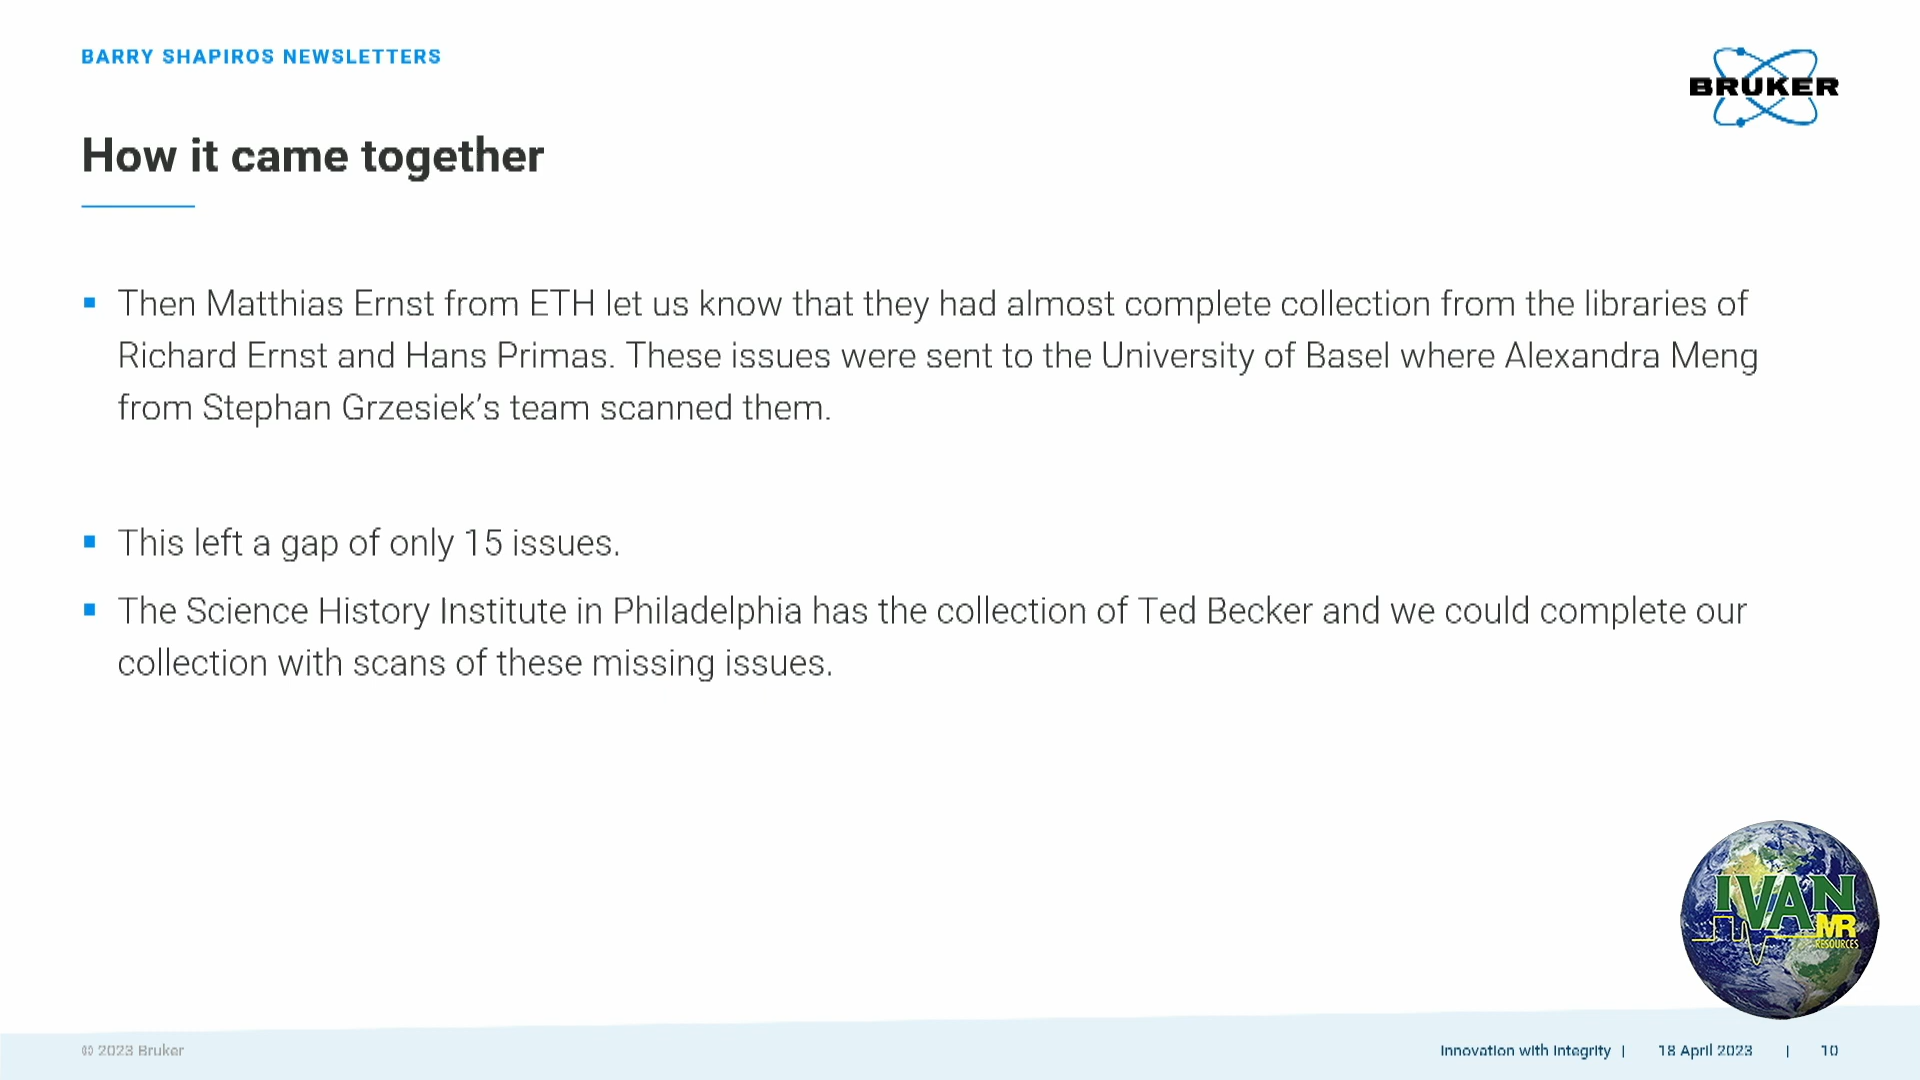 BARRY SHAPIROS NEWSLETTERS
BRUKER
How it came together
Then Matthias Ernst from ETH let us know that they had almost complete collection from the libraries of
Richard Ernst and Hans Primas. These issues were sent to the University of Basel where Alexandra Meng
from Stephan Grzesiek’s team scanned them.
This left a gap of only 15 issues.
The Science History Institute in Philadelphia has the collection of Ted Becker and we could complete our
collection with scans of these missing issues.
IVAN
MR
RESOURCES
© 2023 Bruker
Innovation with Integrity | 18 April 2023 | 10